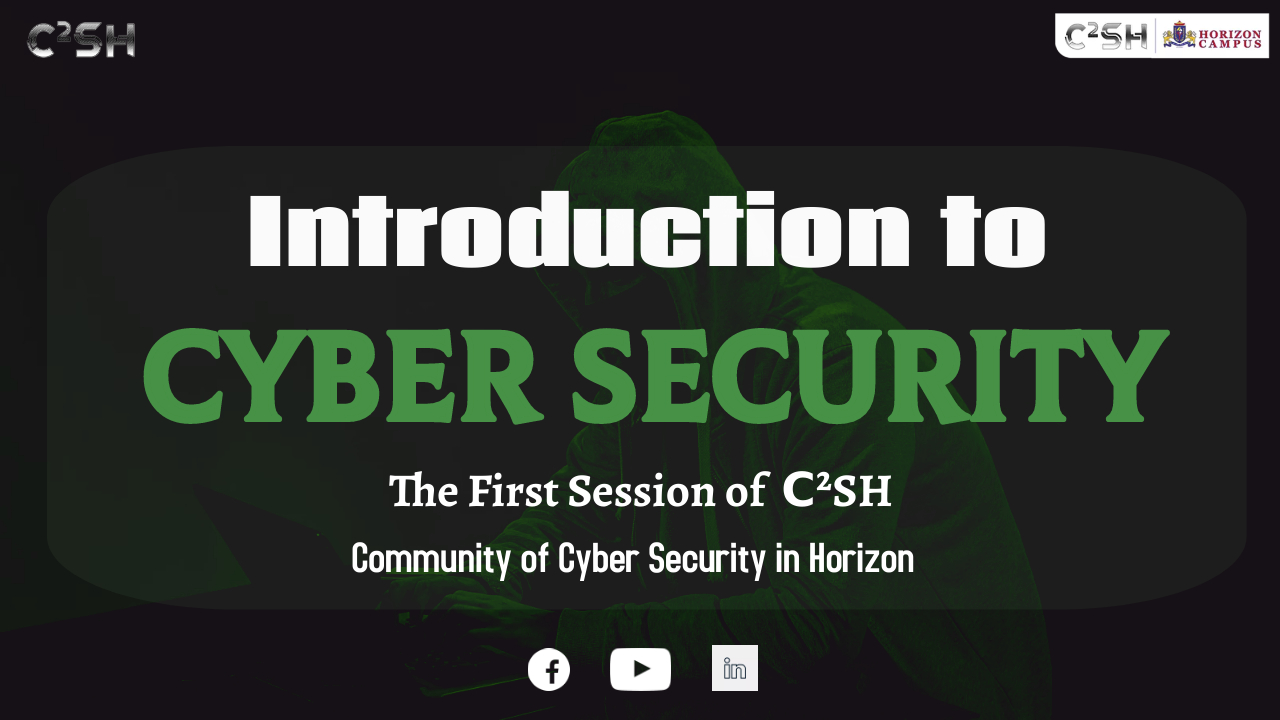 C²SH
C²SH HORIZON CAMPUS
Introduction to
CYBER SECURITY
The First Session of C²SH
Community of Cyber Security in Horizon
in